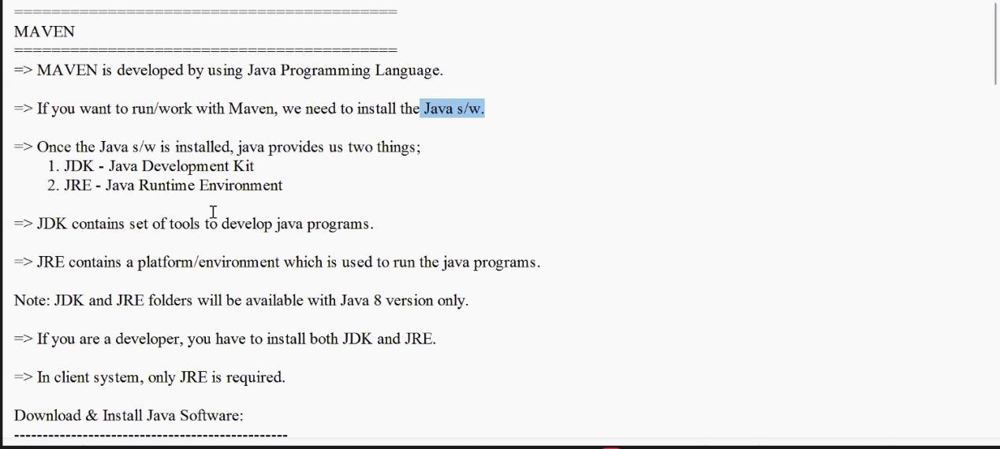 =========================================
MAVEN
=========================================
=> MAVEN is developed by using Java Programming Language.
=> If you want to run/work with Maven, we need to install the Java s/w.
=> Once the Java s/w is installed, java provides us two things;
1. JDK - Java Development Kit
2. JRE - Java Runtime Environment
=> JDK contains set of tools to develop java programs.
=> JRE contains a platform/environment which is used to run the java programs.
Note: JDK and JRE folders will be available with Java 8 version only.
=> If you are a developer, you have to install both JDK and JRE.
=> In client system, only JRE is required.
Download & Install Java Software:
--------------------------------------------------